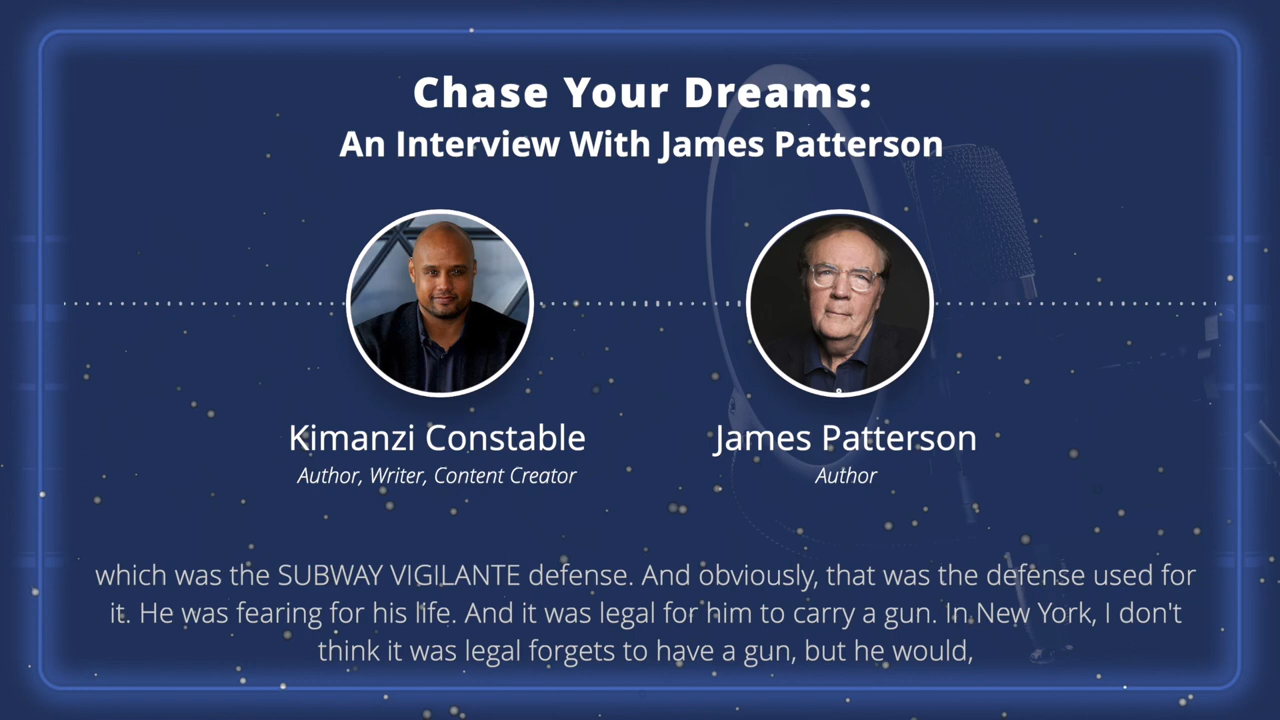 Chase Your Dreams:
An Interview With James Patterson
Kimanzi Constable
Author, Writer, Content Creator
James Patterson
Author
which was the SUBWAY VIGILANTE defense. And obviously, that was the defense used for
it. He was fearing for his life. And it was legal for him to carry a gun. In New York, I don't
think it was legal forgets to have a gun, but he would,